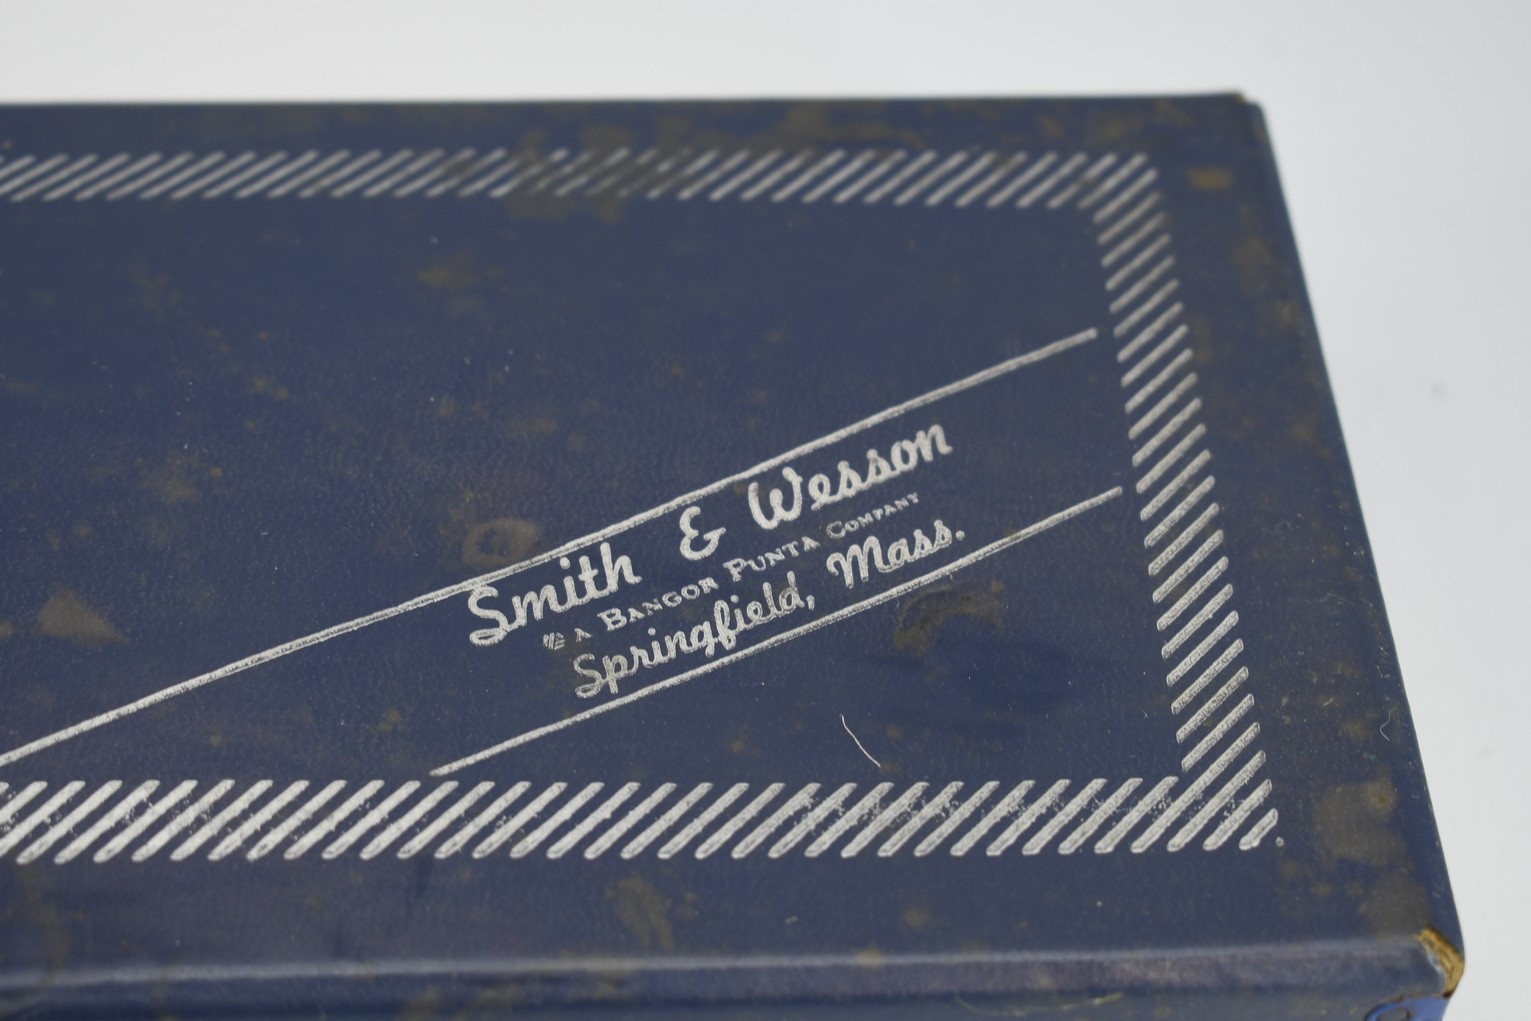 Smith & Wesson
A BANGOR PUNTA COMPANY
Springfield, Mass.